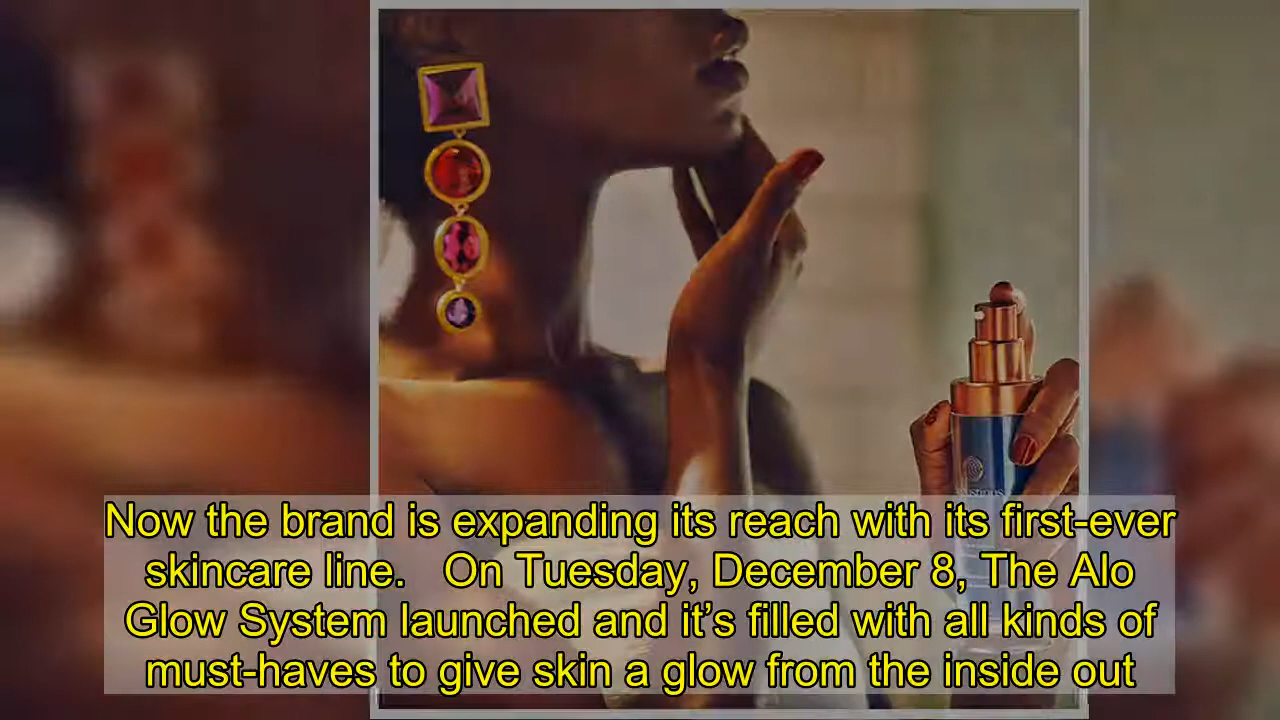 Now the brand is expanding its reach with its first-ever
skincare line.   On Tuesday, December 8, The Alo
Glow System launched and it’s filled with all kinds of
must-haves to give skin a glow from the inside out